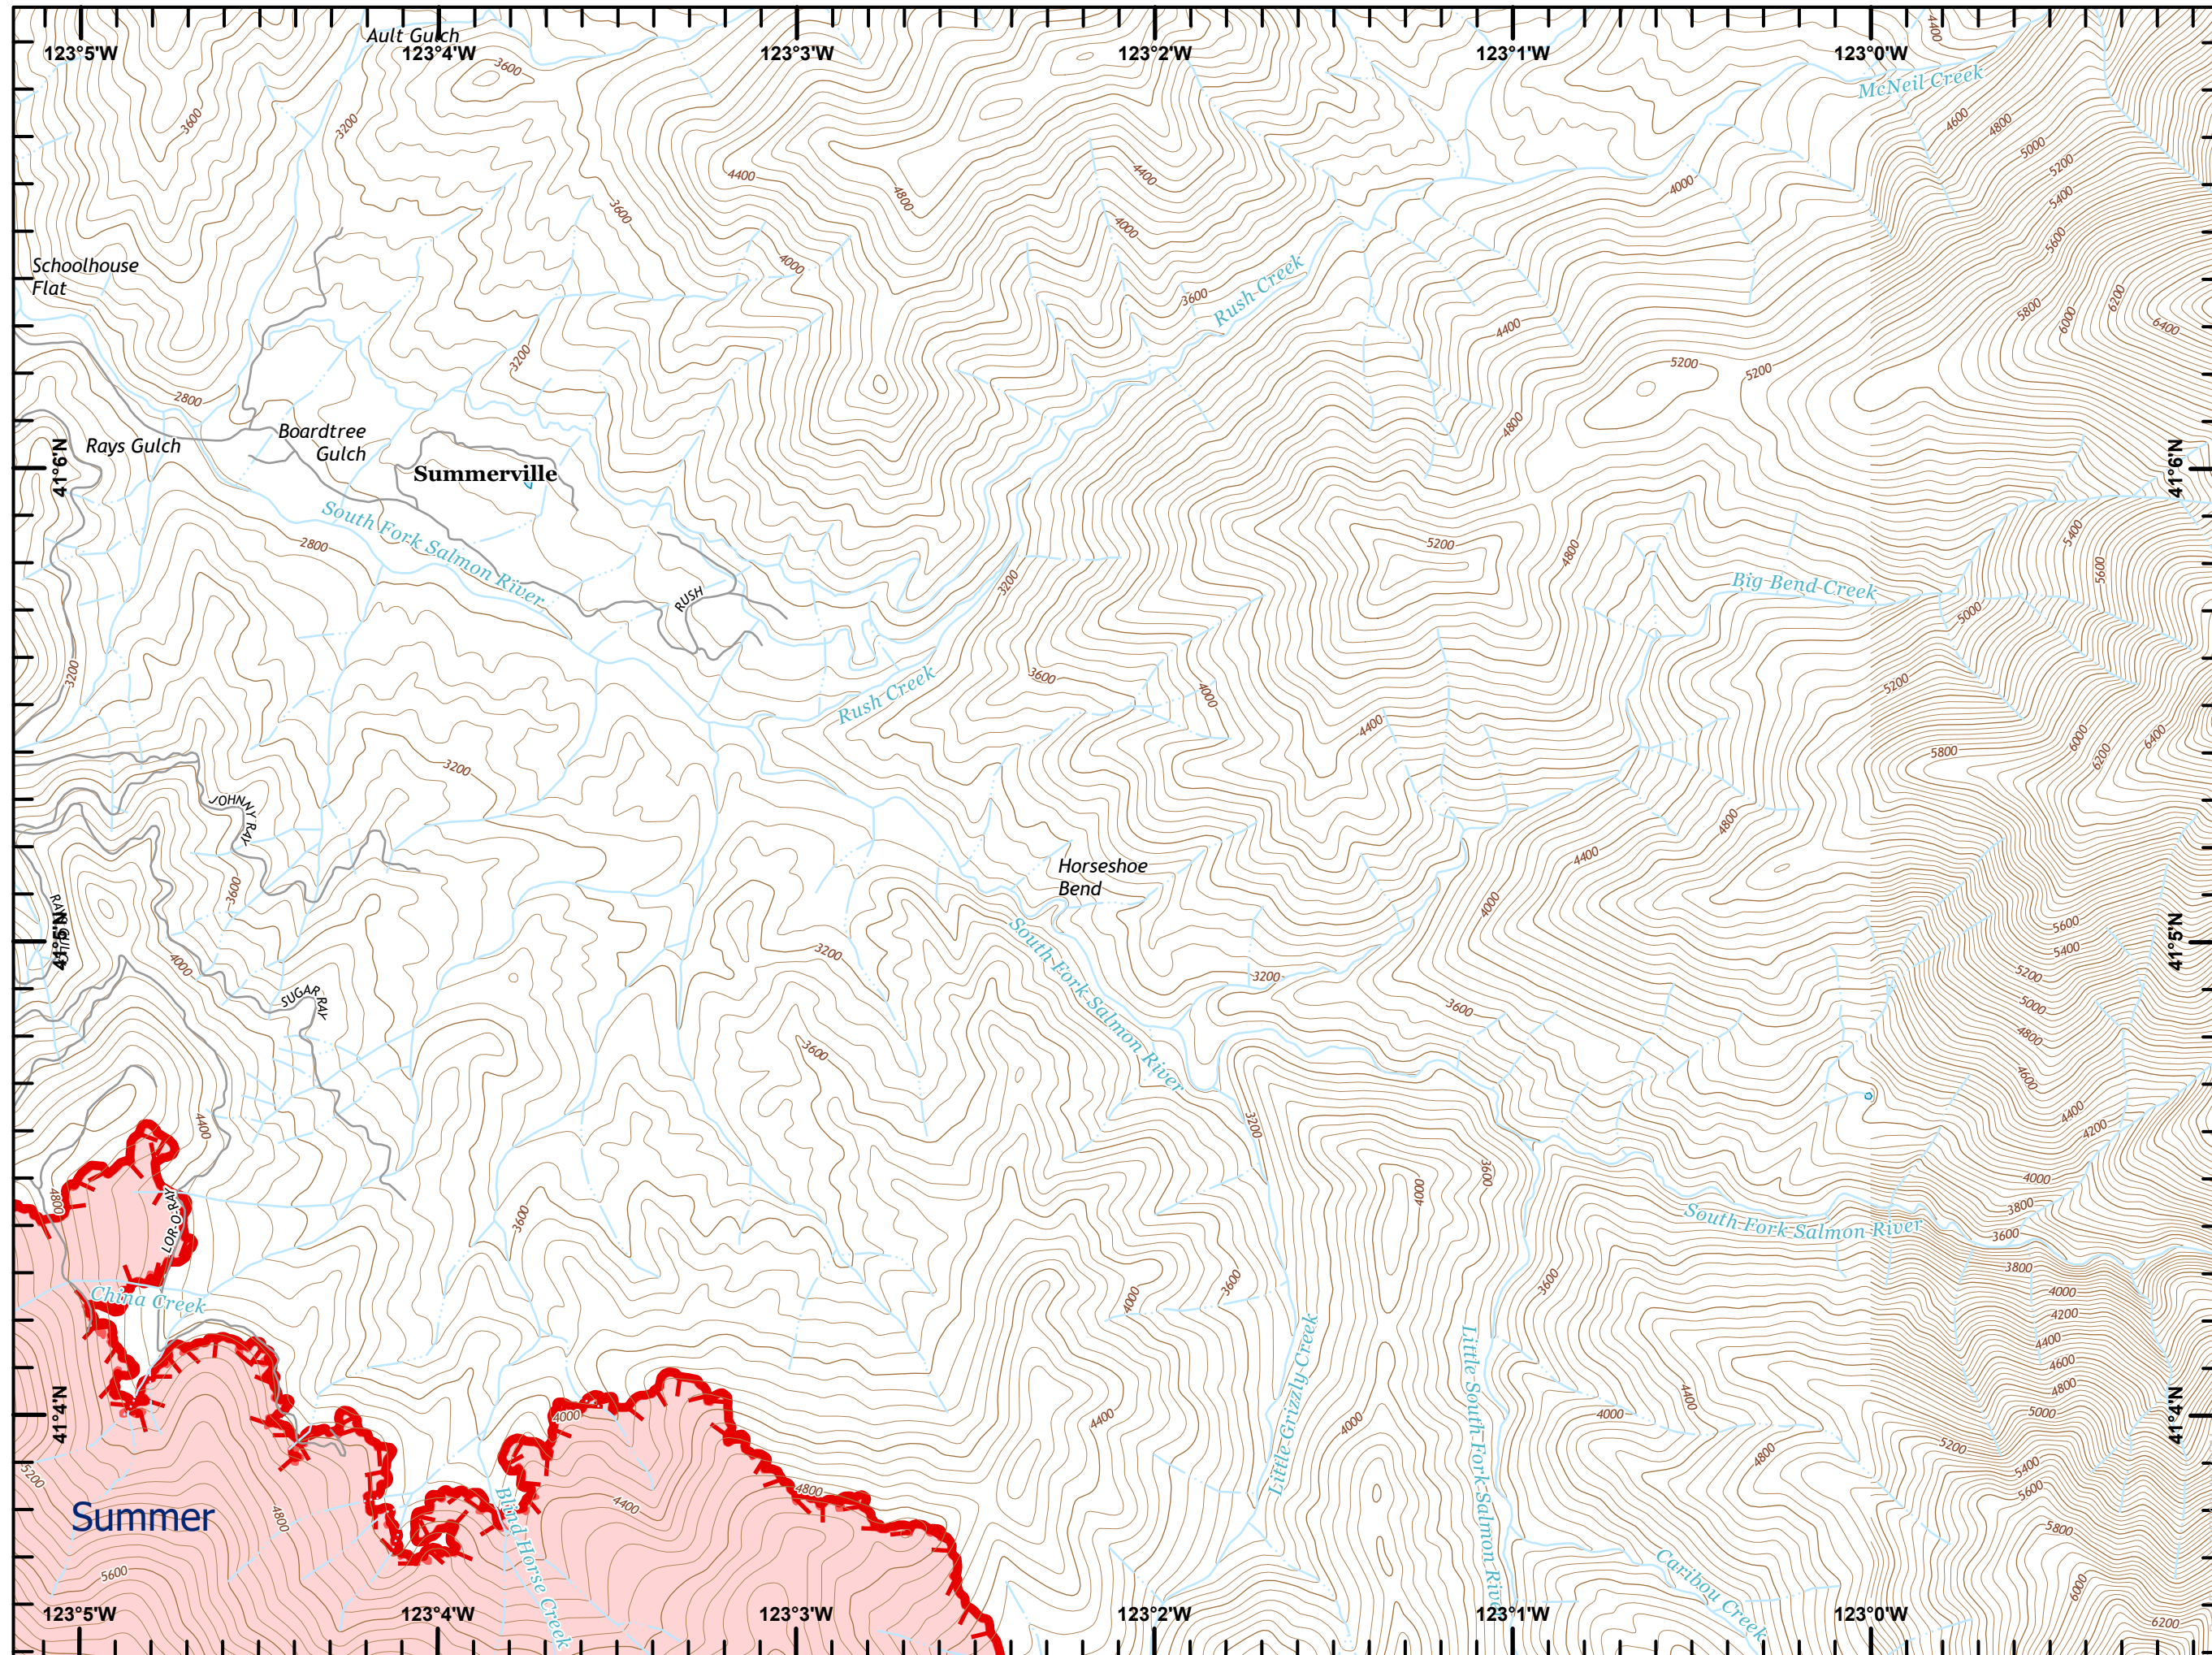 Ault Gulch
123°5'W
123°4'W
123°3'W
123°2'W
123°1'W
123°0'W
4400
McNeil Creek
3600
3600
3200
4600
4800
5000
5200
5400
4400
4800
4400
4000
3600
4000
4000
5600
Schoolhouse
Flat
Rush Creek
3600
4400
5800
6000
6200
6400
3200
5200
5200
2800
4800
Rays Gulch
Boardtree
Gulch
Summerville
41°6'N
41°6'N
South Fork Salmon River
2800
5200
4800
5400
5600
3200
RUSH
Big Bend Creek
5000
3200
Rush Creek
3600
4000
4400
5200
5800
6000
6200
6400
3200
JOHNNY RAY
4800
4400
Horseshoe
Bend
3600
4000
41°5'N
41°5'N
4000
3200
South Fork Salmon River
3200
3600
5600
5400
5200
5000
4800
4600
4400
4200
SUGAR RAY
3600
4400
3200
3600
4000
4000
3800
3600
3800
4000
4200
4400
4600
4800
5000
4800
LOR-O-RAY
3600
South Fork Salmon River
China Creek
4000
3600
3600
Little Grizzly Creek
Little South Fork Salmon River
41°4'N
41°4'N
4000
4400
4000
4000
4400
4800
5200
5400
5600
5800
6000
6200
5200
Summer
4800
4400
4800
Blind Horse Creek
5600
Caribou Creek
123°5'W
123°4'W
123°3'W
123°2'W
123°1'W
123°0'W